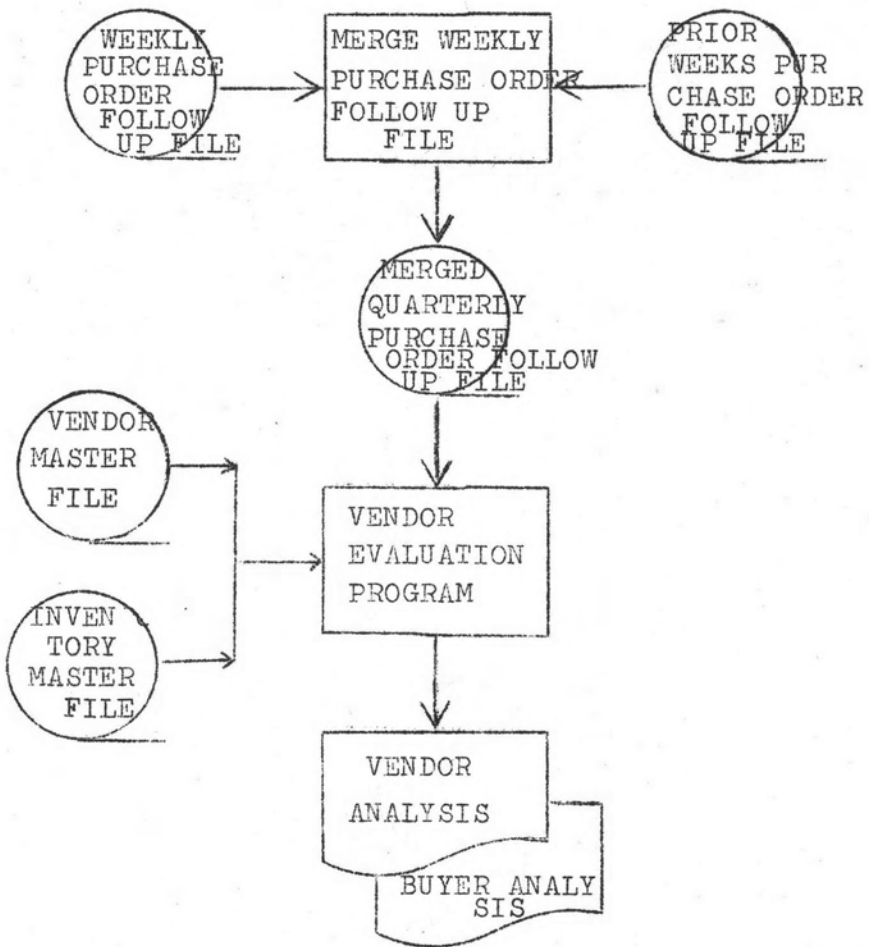 WEEKLY
PURCHASE
ORDER
FOLLOW
UP FILE
MERGE WEEKLY
PURCHASE ORDER
FOLLOW UP
FILE
PRIOR
WEEKS PUR
CHASE ORDER
FOLLOW
UP FILE
MERGED
QUARTERLY
PURCHASE
ORDER FOLLOW
UP FILE
VENDOR
MASTER
FILE
VENDOR
EVALUATION
PROGRAM
INVEN
TORY
MASTER
FILE
VENDOR
ANALYSIS
BUYER ANALY
SIS